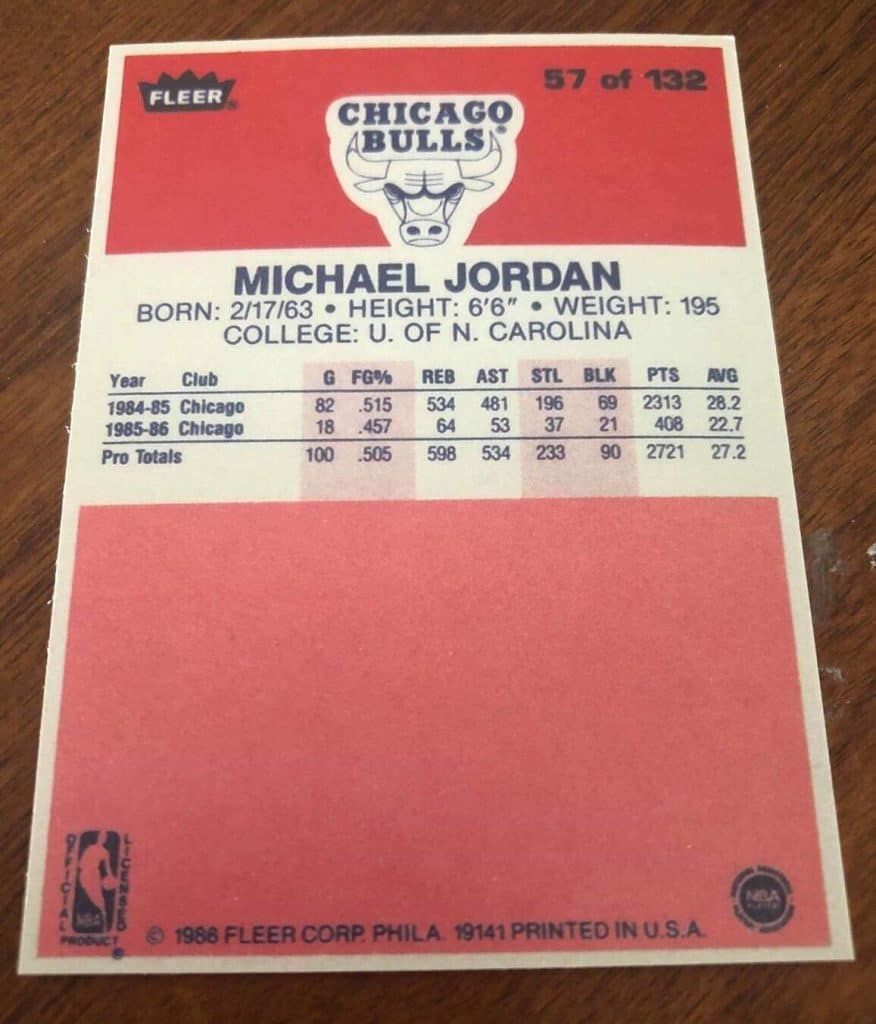 FLEER®
57 of 132
CHICAGO
BULLS®
MICHAEL JORDAN
BORN: 2/17/63 • HEIGHT: 6'6" • WEIGHT: 195
COLLEGE: U. OF N. CAROLINA
Year Club G FG% REB AST STL BLK PTS AVG
1984-85 Chicago 82 .515 534 481 196 69 2313 28.2
1985-86 Chicago 18 .457 64 53 37 21 408 22.7
Pro Totals 100 .505 598 534 233 90 2721 27.2
OFFICIAL
NBA
LICENSED
PRODUCT ®
© 1986 FLEER CORP. PHILA. 19141 PRINTED IN U.S.A.
NBA